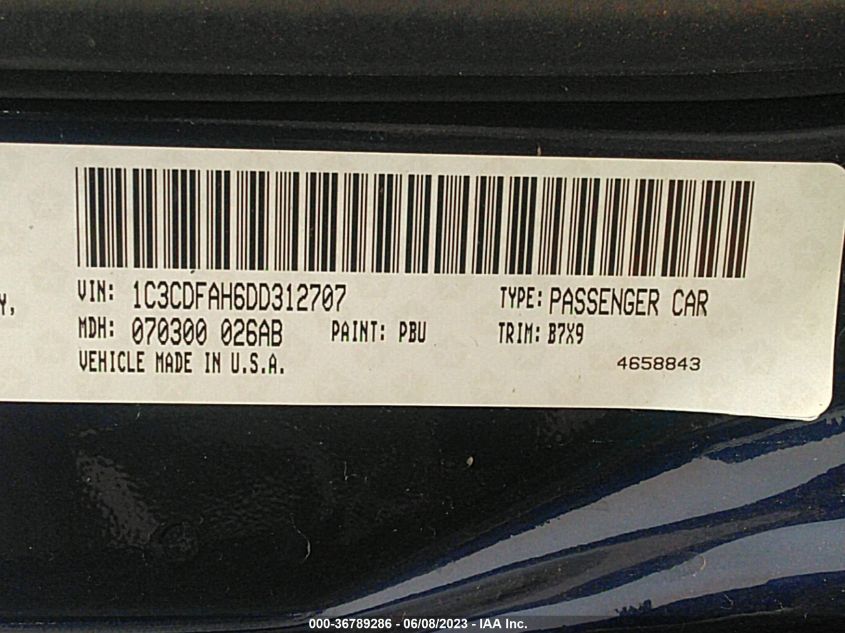 VIN: 1C3CDFAH6DD312707 TYPE: PASSENGER CAR
Y,
MDH: 070300 026AB PAINT: PBU TRIM: B7X9
VEHICLE MADE IN U.S.A. 4658843
000-36789286 - 06/08/2023 - IAA Inc.